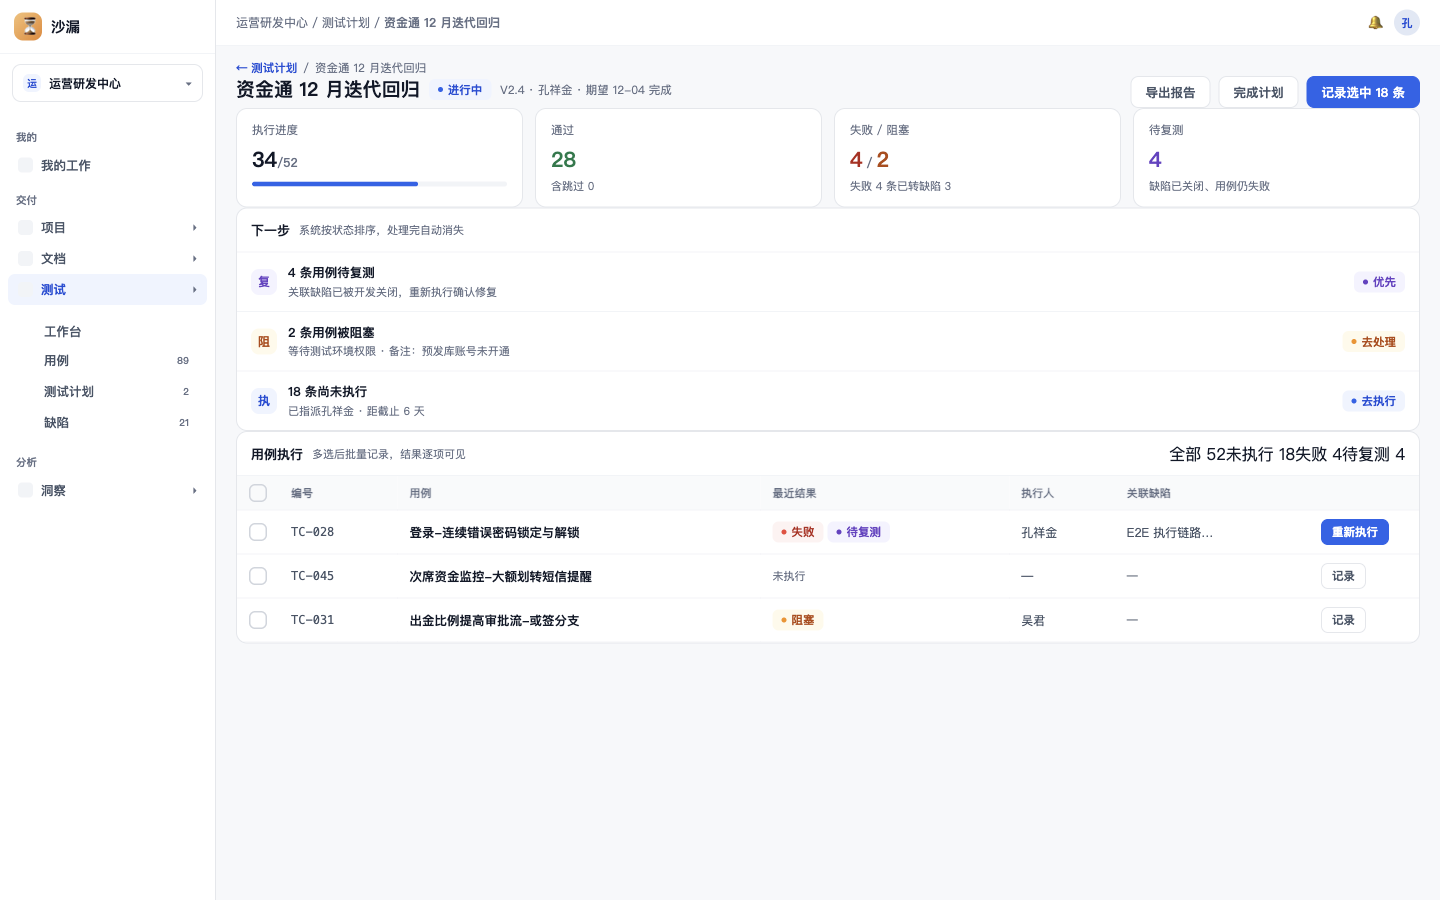 沙漏
运营研发中心 / 测试计划 / 资金通 12 月迭代回归
孔
运 运营研发中心
我的
我的工作
交付
项目
文档
测试
工作台
用例 89
测试计划 2
缺陷 21
分析
洞察
← 测试计划 / 资金通 12 月迭代回归
资金通 12 月迭代回归 进行中 V2.4 · 孔祥金 · 期望 12-04 完成
导出报告 完成计划 记录选中 18 条
执行进度
34/52
通过
28
含跳过 0
失败 / 阻塞
4 / 2
失败 4 条已转缺陷 3
待复测
4
缺陷已关闭、用例仍失败
下一步 系统按状态排序，处理完自动消失
复 4 条用例待复测 优先
关联缺陷已被开发关闭，重新执行确认修复
阻 2 条用例被阻塞 去处理
等待测试环境权限 · 备注：预发库账号未开通
执 18 条尚未执行 去执行
已指派孔祥金 · 距截止 6 天
用例执行 多选后批量记录，结果逐项可见 全部 52未执行 18失败 4待复测 4
编号 用例 最近结果 执行人 关联缺陷
TC-028 登录-连续错误密码锁定与解锁 失败 待复测 孔祥金 E2E 执行链路... 重新执行
TC-045 次席资金监控-大额划转短信提醒 未执行 — — 记录
TC-031 出金比例提高审批流-或签分支 阻塞 吴君 — 记录